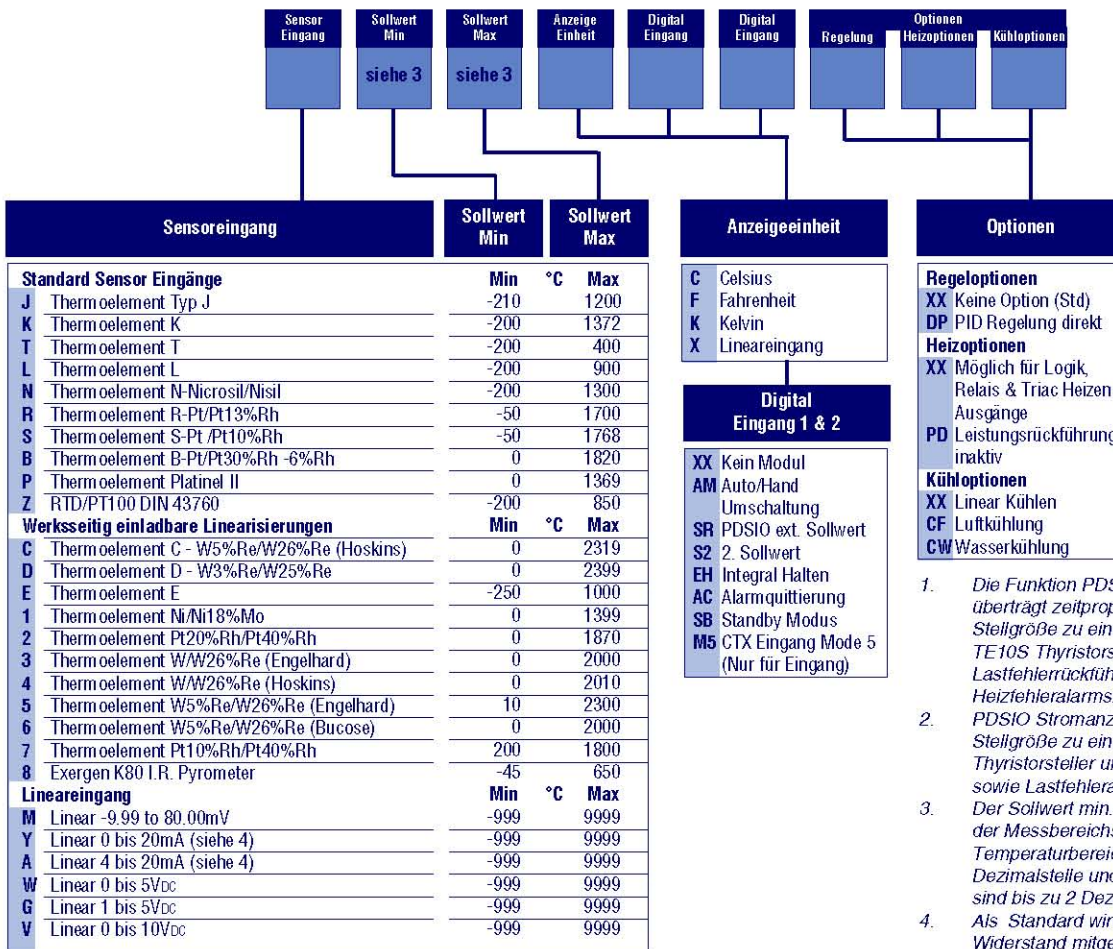 Sensor Eingang
Sollwert Min
Sollwert Max
Anzeige Einheit
Digital Eingang
Digital Eingang
Optionen
Regelung Heizoptionen Kühloptionen
siehe 3
siehe 3
Sensoreingang
Sollwert Min
Sollwert Max
Standard Sensor Eingänge Min °C Max
J Thermoelement Typ J -210 1200
K Thermoelement K -200 1372
T Thermoelement T -200 400
L Thermoelement L -200 900
N Thermoelement N-Nicrosil/Nisil -200 1300
R Thermoelement R-Pt/Pt13%Rh -50 1700
S Thermoelement S-Pt /Pt10%Rh -50 1768
B Thermoelement B-Pt/Pt30%Rh -6%Rh 0 1820
P Thermoelement Platinel II 0 1369
Z RTD/PT100 DIN 43760 -200 850
Werksseitig einladbare Linearisierungen Min °C Max
C Thermoelement C - W5%Re/W26%Re (Hoskins) 0 2319
D Thermoelement D - W3%Re/W25%Re 0 2399
E Thermoelement E -250 1000
1 Thermoelement Ni/Ni18%Mo 0 1399
2 Thermoelement Pt20%Rh/Pt40%Rh 0 1870
3 Thermoelement W/W26%Re (Engelhard) 0 2000
4 Thermoelement W/W26%Re (Hoskins) 0 2010
5 Thermoelement W5%Re/W26%Re (Engelhard) 10 2300
6 Thermoelement W5%Re/W26%Re (Bucose) 0 2000
7 Thermoelement Pt10%Rh/Pt40%Rh 200 1800
8 Exergen K80 I.R. Pyrometer -45 650
Lineareingang Min °C Max
M Linear -9.99 to 80.00mV -999 9999
Y Linear 0 bis 20mA (siehe 4) -999 9999
A Linear 4 bis 20mA (siehe 4) -999 9999
W Linear 0 bis 5VDC -999 9999
G Linear 1 bis 5VDC -999 9999
V Linear 0 bis 10VDC -999 9999
Anzeigeeinheit
C Celsius
F Fahrenheit
K Kelvin
X Lineareingang
Digital
Eingang 1 & 2
XX Kein Modul
AM Auto/Hand
Umschaltung
SR PDSIO ext. Sollwert
S2 2. Sollwert
EH Integral Halten
AC Alarmquittierung
SB Standby Modus
M5 CTX Eingang Mode 5
(Nur für Eingang)
Optionen
Regeloptionen
XX Keine Option (Std)
DP PID Regelung direkt
Heizoptionen
XX Möglich für Logik,
Relais & Triac Heizen
Ausgänge
PD Leistungsrückführung
inaktiv
Kühloptionen
XX Linear Kühlen
CF Luftkühlung
CW Wasserkühlung
1. Die Funktion PDS
überträgt zeitprop
Stellgröße zu ein
TE10S Thyristors
Lastfehlerrückfüh
Heizfehleralarms
2. PDSIO Stromanz
Stellgröße zu ein
Thyristorsteller u
sowie Lastfehlera
3. Der Sollwert min.
der Messbereichs
Temperaturbereic
Dezimalstelle und
sind bis zu 2 Dez
4. Als Standard wir
Widerstand mitge